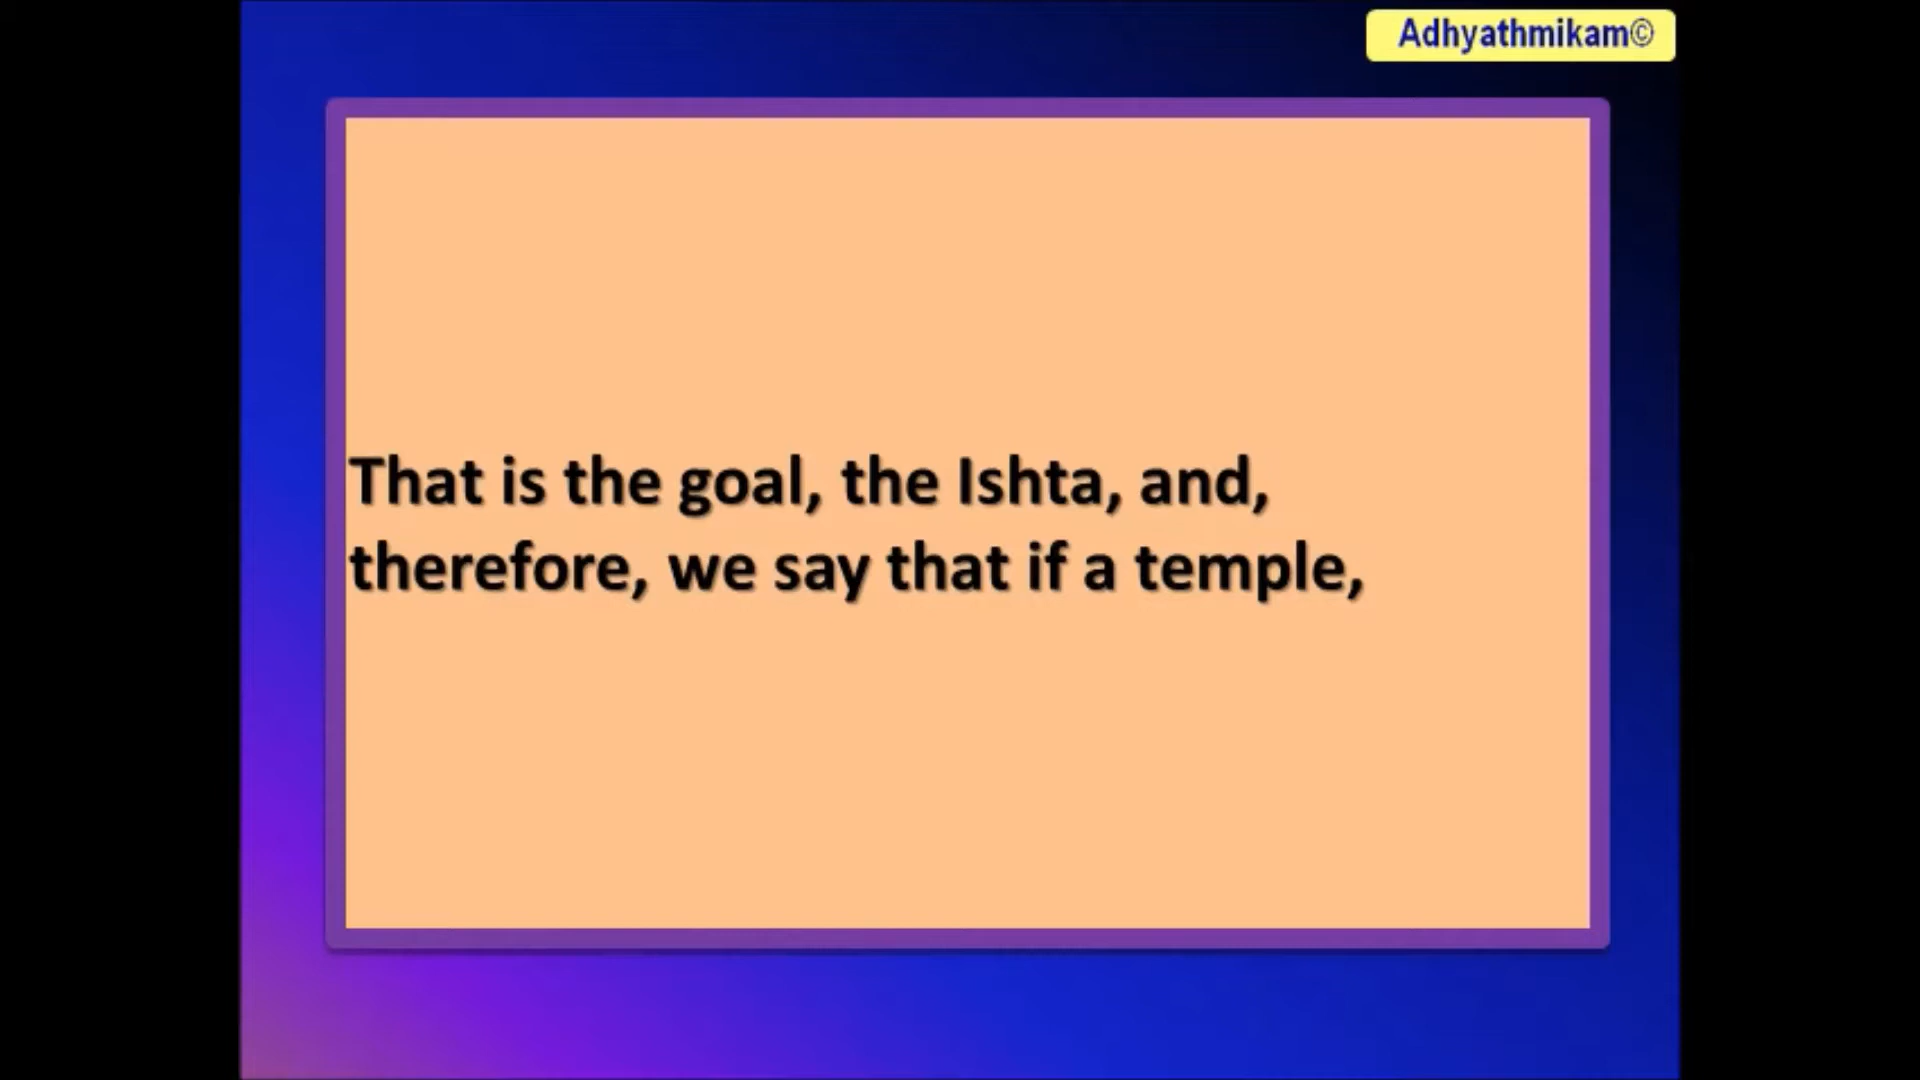 Adhyathmikam©
That is the goal, the Ishta, and,
therefore, we say that if a temple,